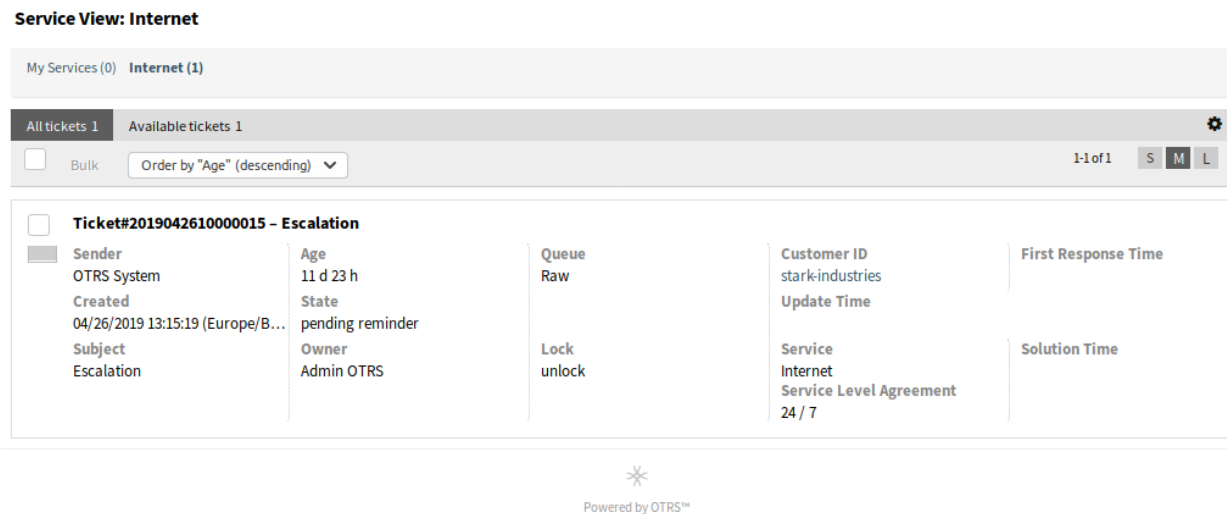 Service View: Internet
My Services (0) Internet (1)
All tickets 1 Available tickets 1
Bulk Order by "Age" (descending) 1-1 of 1 S M L
Ticket#2019042610000015 – Escalation
Sender Age Queue Customer ID First Response Time
OTRS System 11 d 23 h Raw stark-industries
Created State Update Time
04/26/2019 13:15:19 (Europe/B… pending reminder
Subject Owner Lock Service Solution Time
Escalation Admin OTRS unlock Internet
Service Level Agreement
24 / 7
Powered by OTRS™